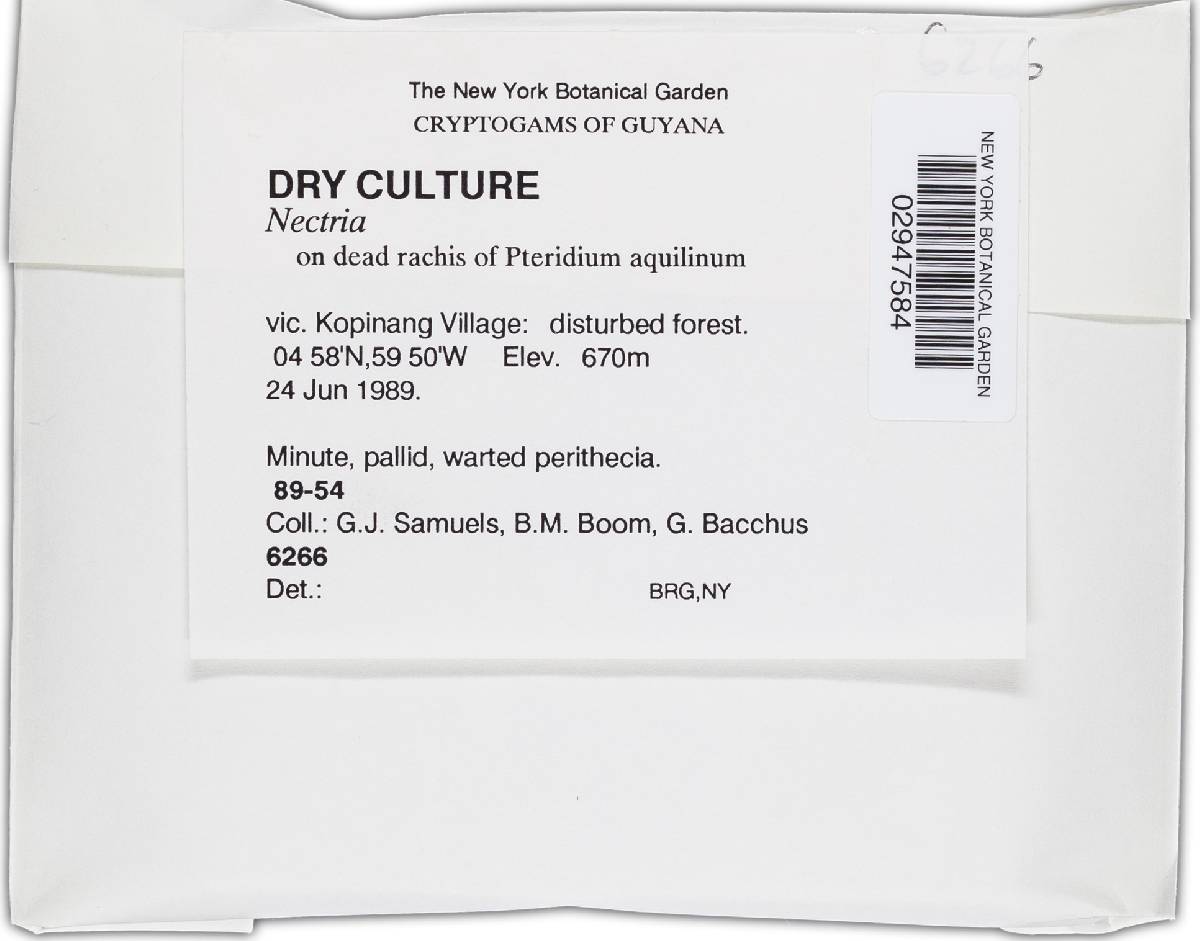 6266
The New York Botanical Garden
CRYPTOGAMS OF GUYANA
DRY CULTURE
Nectria
on dead rachis of Pteridium aquilinum
vic. Kopinang Village: disturbed forest.
04 58'N,59 50'W Elev. 670m
24 Jun 1989.
Minute, pallid, warted perithecia.
89-54
Coll.: G.J. Samuels, B.M. Boom, G. Bacchus
6266
Det.: BRG,NY
NEW YORK BOTANICAL GARDEN
02947584